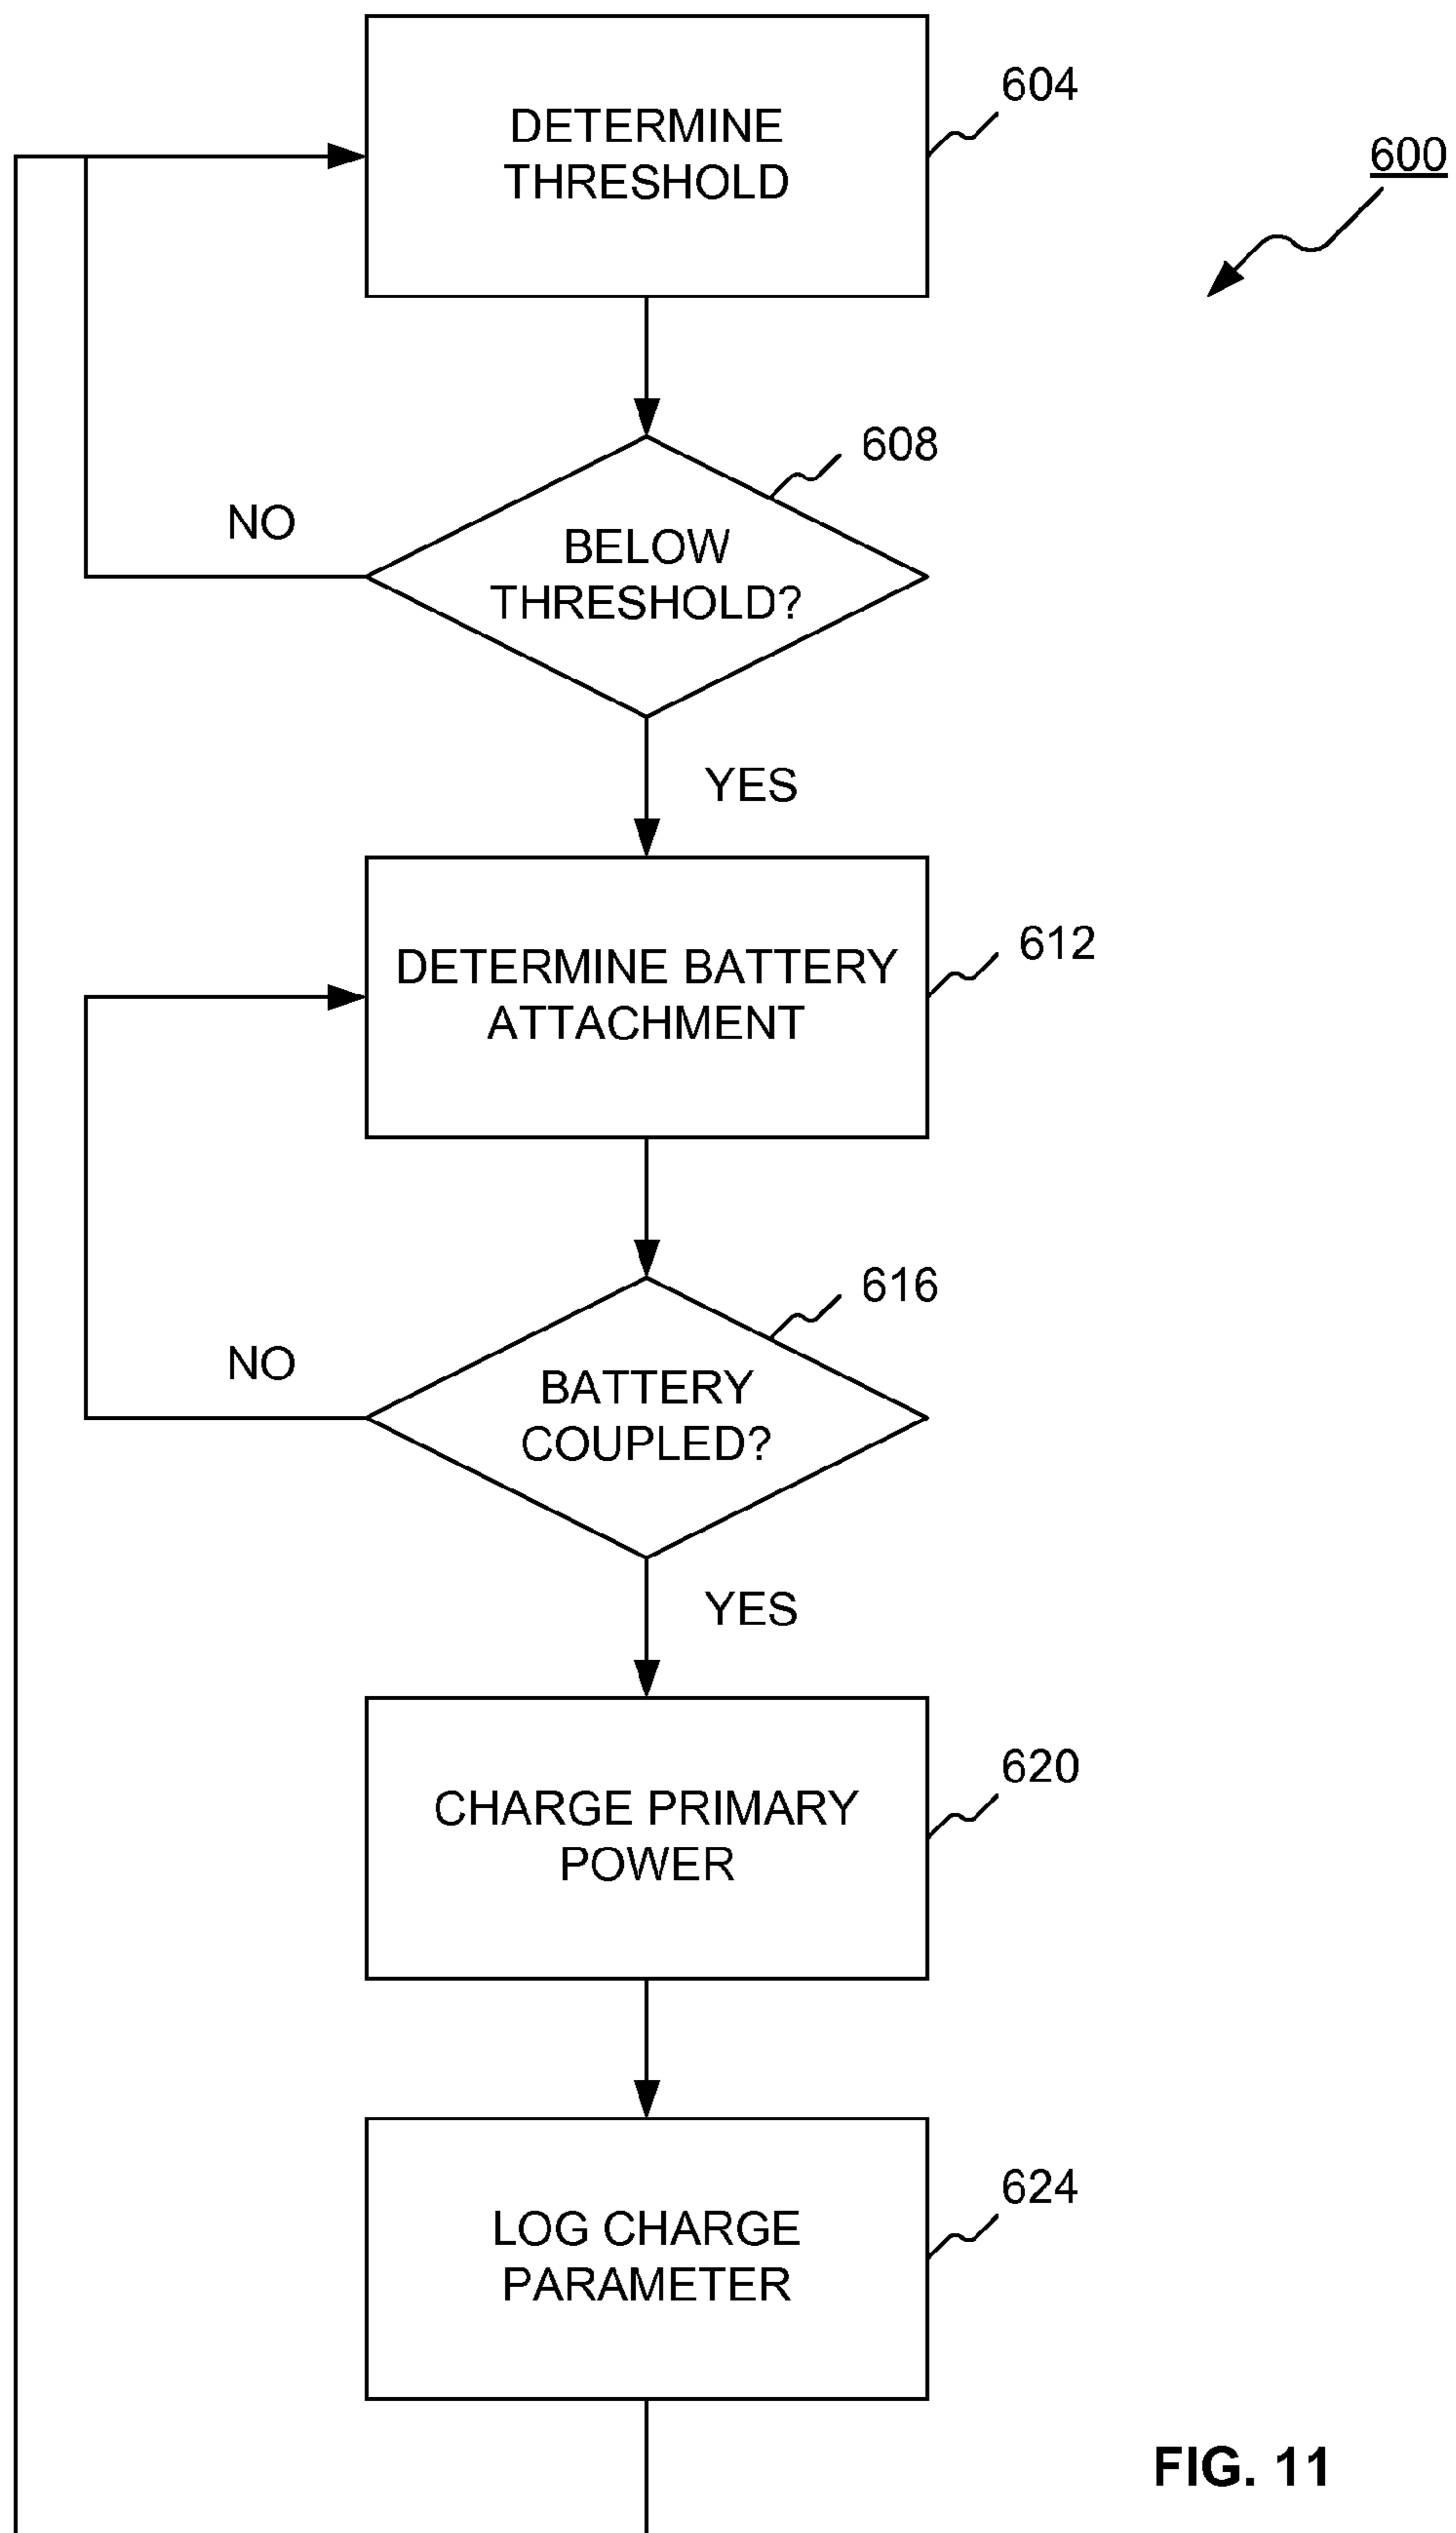 604
DETERMINE
THRESHOLD
600
608
NO
BELOW
THRESHOLD?
YES
612
DETERMINE BATTERY
ATTACHMENT
616
NO
BATTERY
COUPLED?
YES
620
CHARGE PRIMARY
POWER
624
LOG CHARGE
PARAMETER
FIG. 11